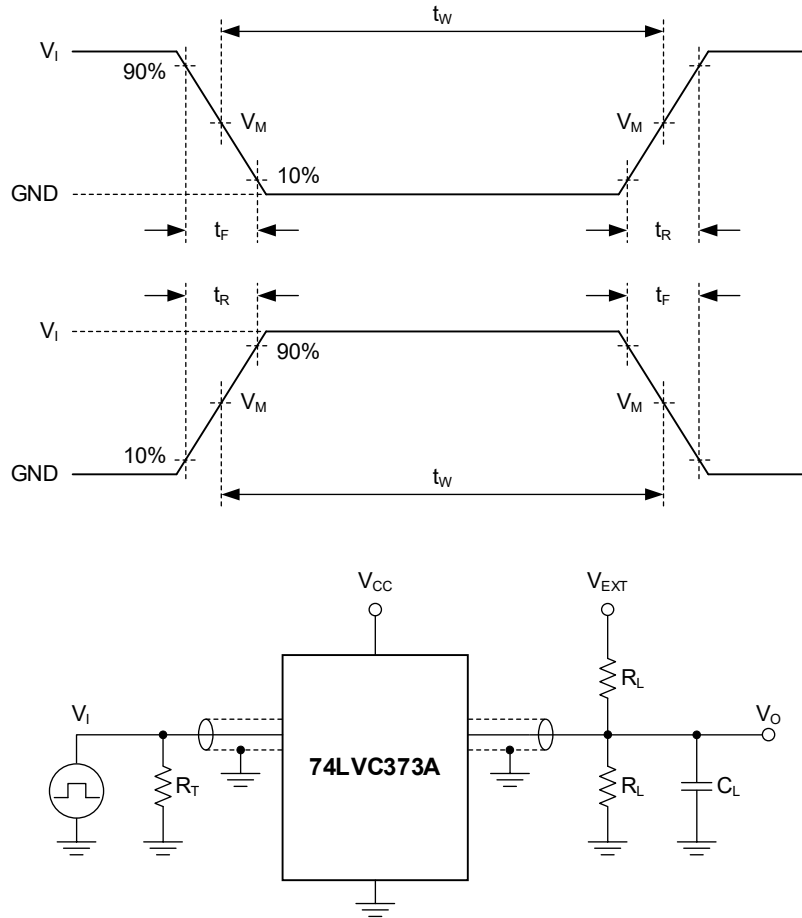 t_W
V_I
90%
V_M V_M
10%
GND
t_F t_R
t_R t_F
V_I
90%
V_M V_M
10%
GND
t_W
V_CC V_EXT
R_L
V_I V_O
74LVC373A
R_T R_L C_L